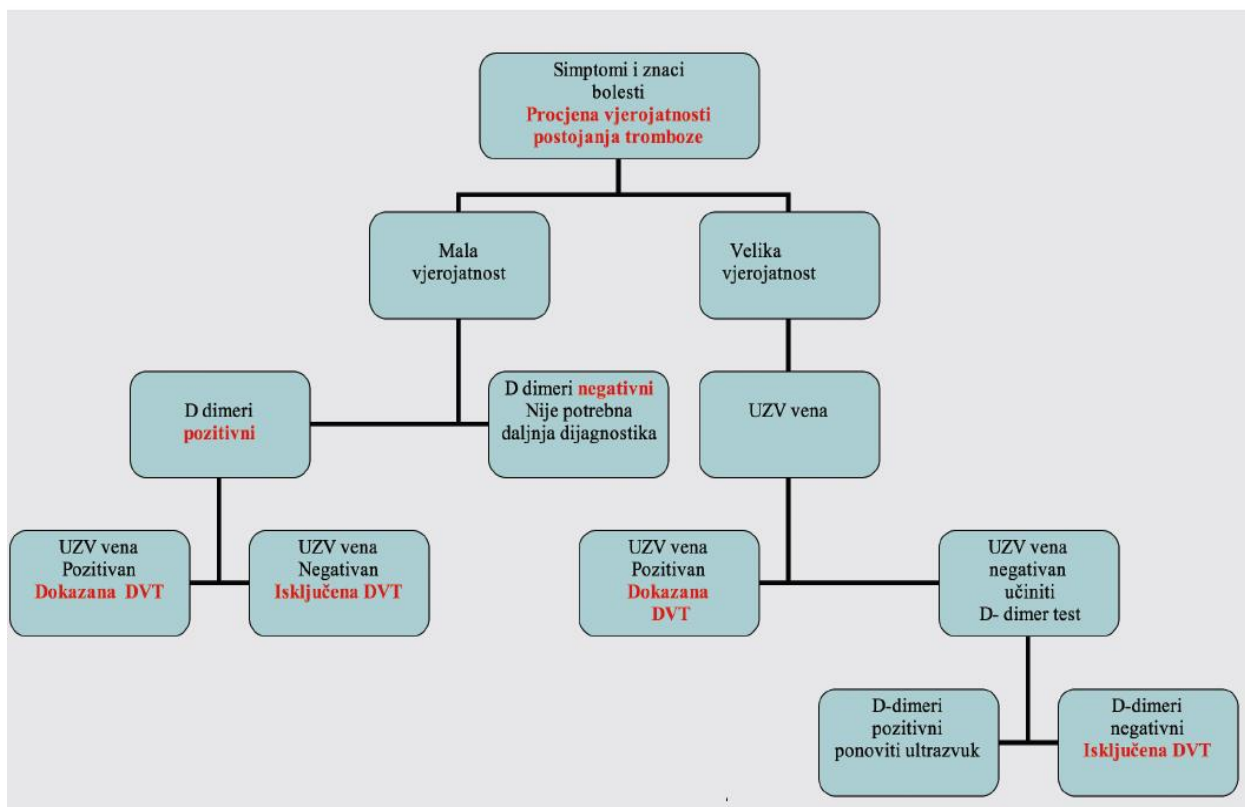 Simptomi i znaci
bolesti
Procjena vjerojatnosti
postojanja tromboze
Mala
vjerojatnost
Velika
vjerojatnost
D dimeri
pozitivni
D dimeri negativni
Nije potrebna
daljnja dijagnostika
UZV vena
UZV vena
Pozitivan
Dokazana DVT
UZV vena
Negativan
Isključena DVT
UZV vena
Pozitivan
Dokazana
DVT
UZV vena
negativan
učiniti
D- dimer test
D-dimeri
pozitivni
ponoviti ultrazvuk
D-dimeri
negativni
Isključena DVT